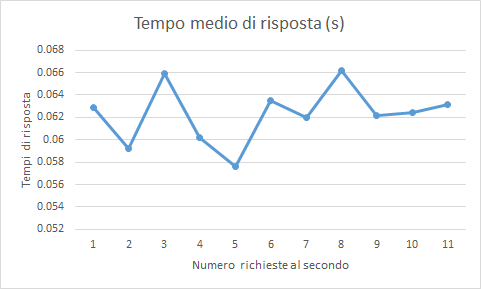 Tempo medio di risposta (s)
0.068
0.066
0.064
0.062
0.06
0.058
0.056
0.054
0.052
Tempi di risposta
1 2 3 4 5 6 7 8 9 10 11
Numero richieste al secondo